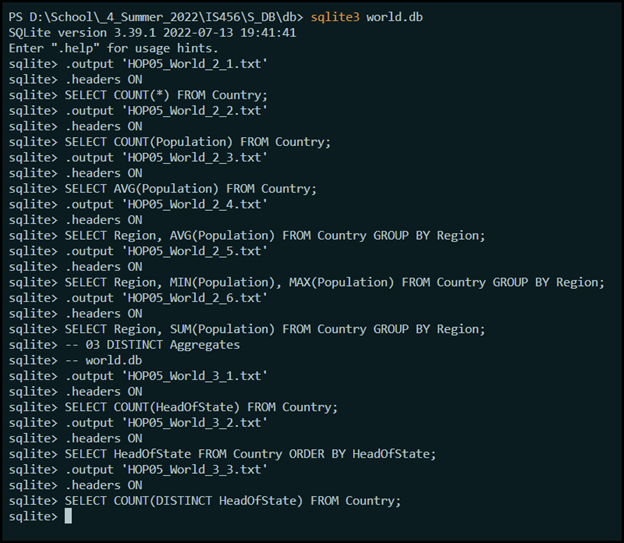 PS D:\School\_4_Summer_2022\IS456\S_DB\db> sqlite3 world.db
SQLite version 3.39.1 2022-07-13 19:41:41
Enter ".help" for usage hints.
sqlite> .output 'HOP05_World_2_1.txt'
sqlite> .headers ON
sqlite> SELECT COUNT(*) FROM Country;
sqlite> .output 'HOP05_World_2_2.txt'
sqlite> .headers ON
sqlite> SELECT COUNT(Population) FROM Country;
sqlite> .output 'HOP05_World_2_3.txt'
sqlite> .headers ON
sqlite> SELECT AVG(Population) FROM Country;
sqlite> .output 'HOP05_World_2_4.txt'
sqlite> .headers ON
sqlite> SELECT Region, AVG(Population) FROM Country GROUP BY Region;
sqlite> .output 'HOP05_World_2_5.txt'
sqlite> .headers ON
sqlite> SELECT Region, MIN(Population), MAX(Population) FROM Country GROUP BY Region;
sqlite> .output 'HOP05_World_2_6.txt'
sqlite> .headers ON
sqlite> SELECT Region, SUM(Population) FROM Country GROUP BY Region;
sqlite> -- 03 DISTINCT Aggregates
sqlite> -- world.db
sqlite> .output 'HOP05_World_3_1.txt'
sqlite> .headers ON
sqlite> SELECT COUNT(HeadOfState) FROM Country;
sqlite> .output 'HOP05_World_3_2.txt'
sqlite> .headers ON
sqlite> SELECT HeadOfState FROM Country ORDER BY HeadOfState;
sqlite> .output 'HOP05_World_3_3.txt'
sqlite> .headers ON
sqlite> SELECT COUNT(DISTINCT HeadOfState) FROM Country;
sqlite>